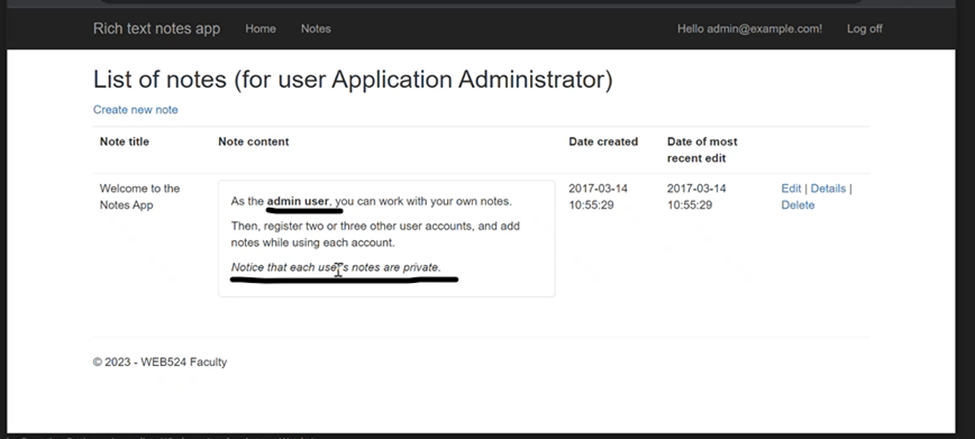 Rich text notes app Home Notes Hello admin@example.com! Log off
List of notes (for user Application Administrator)
Create new note
Note title Note content Date created Date of most
recent edit
Welcome to the
Notes App
As the admin user, you can work with your own notes.
Then, register two or three other user accounts, and add
notes while using each account.
Notice that each user's notes are private.
2017-03-14
10:55:29
2017-03-14
10:55:29
Edit | Details |
Delete
© 2023 - WEB524 Faculty